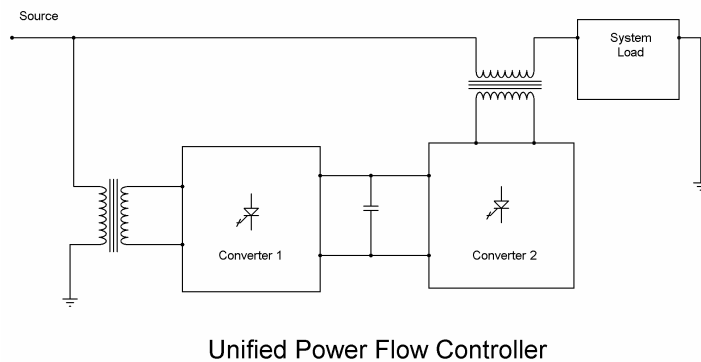 Source
System
Load
Converter 1
Converter 2
Unified Power Flow Controller